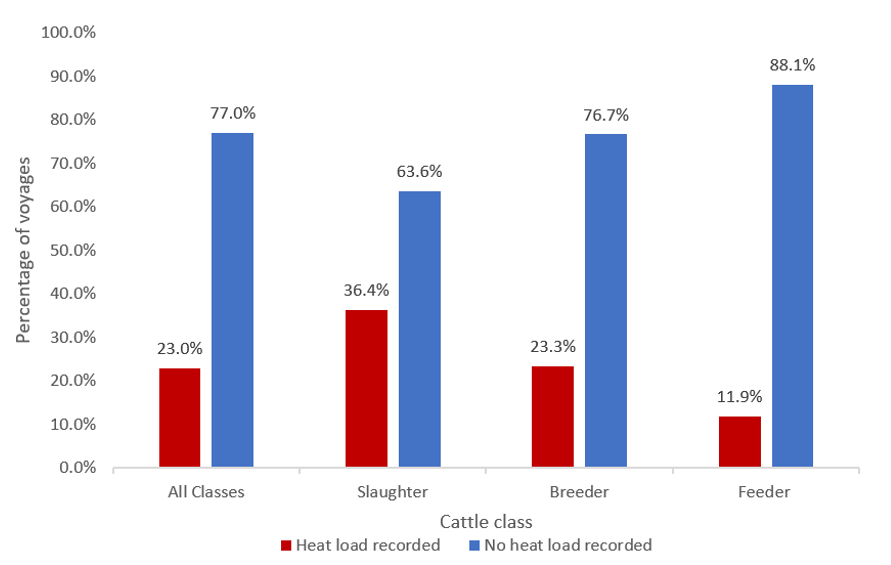 100.0%
90.0%
80.0%
70.0%
60.0%
50.0%
40.0%
30.0%
20.0%
10.0%
0.0%
Percentage of voyages
23.0%
77.0%
36.4%
63.6%
23.3%
76.7%
11.9%
88.1%
All Classes
Slaughter
Breeder
Feeder
Cattle class
Heat load recorded
No heat load recorded